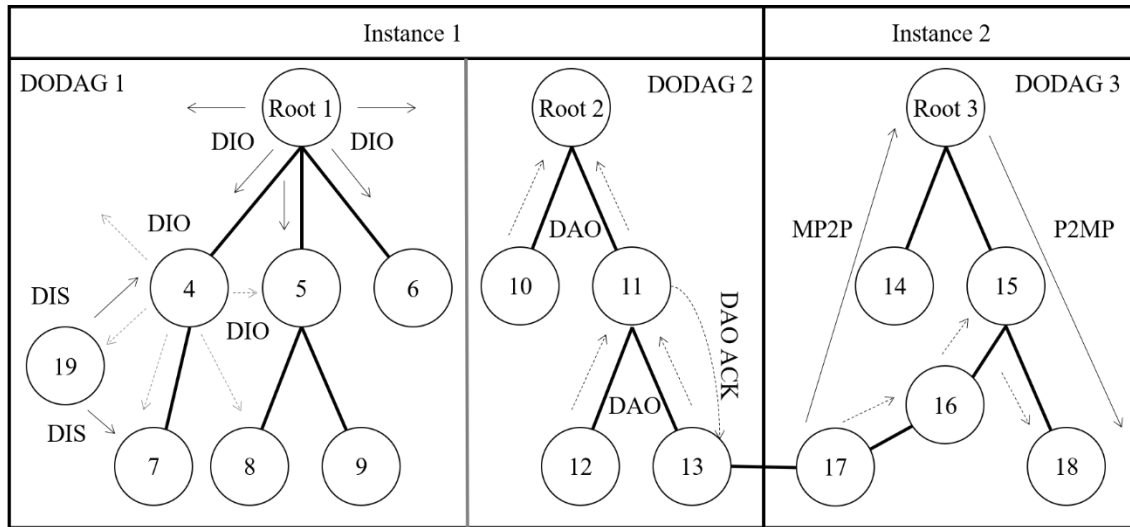 Instance 1
Instance 2
DODAG 1
Root 1
DIO
DIO
DIO
4
5
6
DIS
DIO
19
DIS
7
8
9
DODAG 2
Root 2
DAO
10
11
DAO ACK
DAO
12
13
DODAG 3
Root 3
MP2P
P2MP
14
15
16
17
18